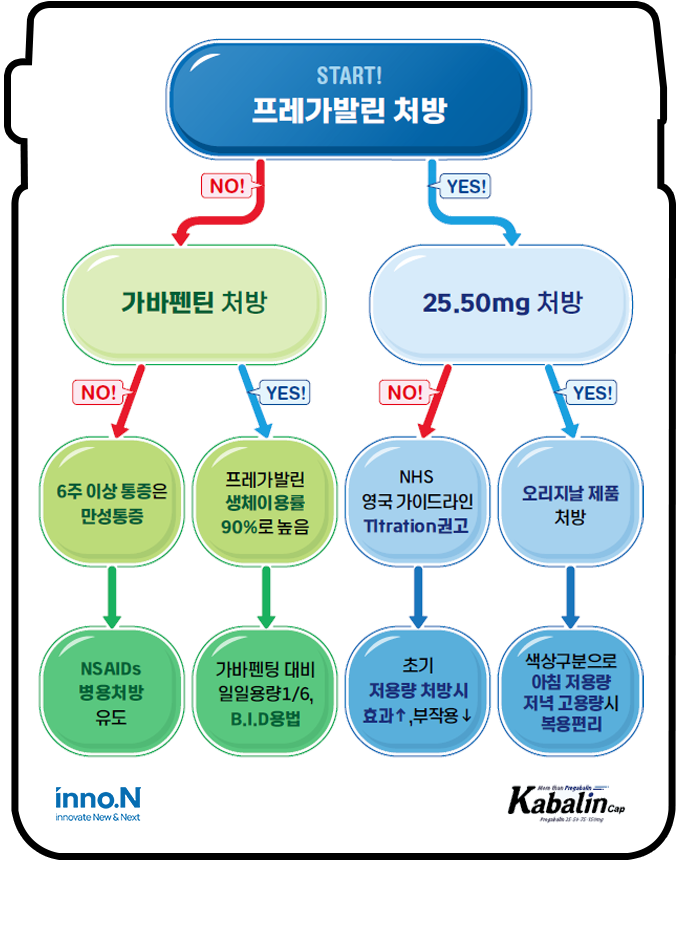 START!
프레가발린 처방
NO!
YES!
가바펜틴 처방
25.50mg 처방
NO!
YES!
NO!
YES!
6주 이상 통증은
만성통증
프레가발린
생체이용률
90%로 높음
NHS
영국 가이드라인
TItration권고
오리지날 제품
처방
NSAIDs
병용처방
유도
가바펜팅 대비
일일용량1/6,
B.I.D용법
초기
저용량 처방시
효과↑,부작용↓
색상구분으로
아침 저용량
저녁 고용량시
복용편리
inno.N
innovate New & Next
More than Pregabalin
Kabalin Cap